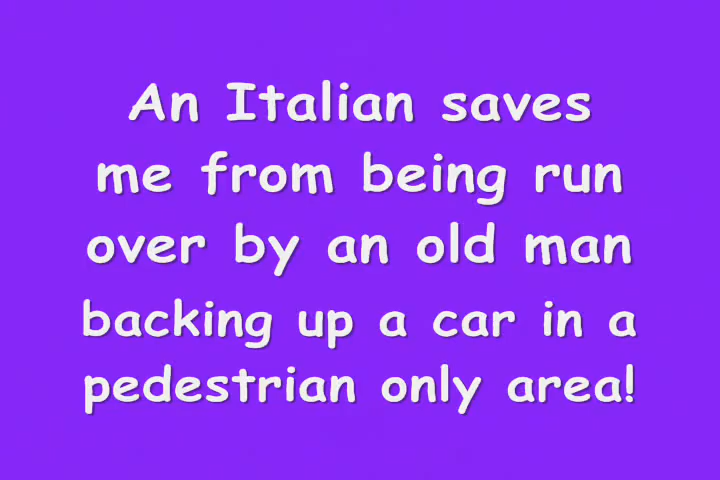 An Italian saves
me from being run
over by an old man
backing up a car in a
pedestrian only area!